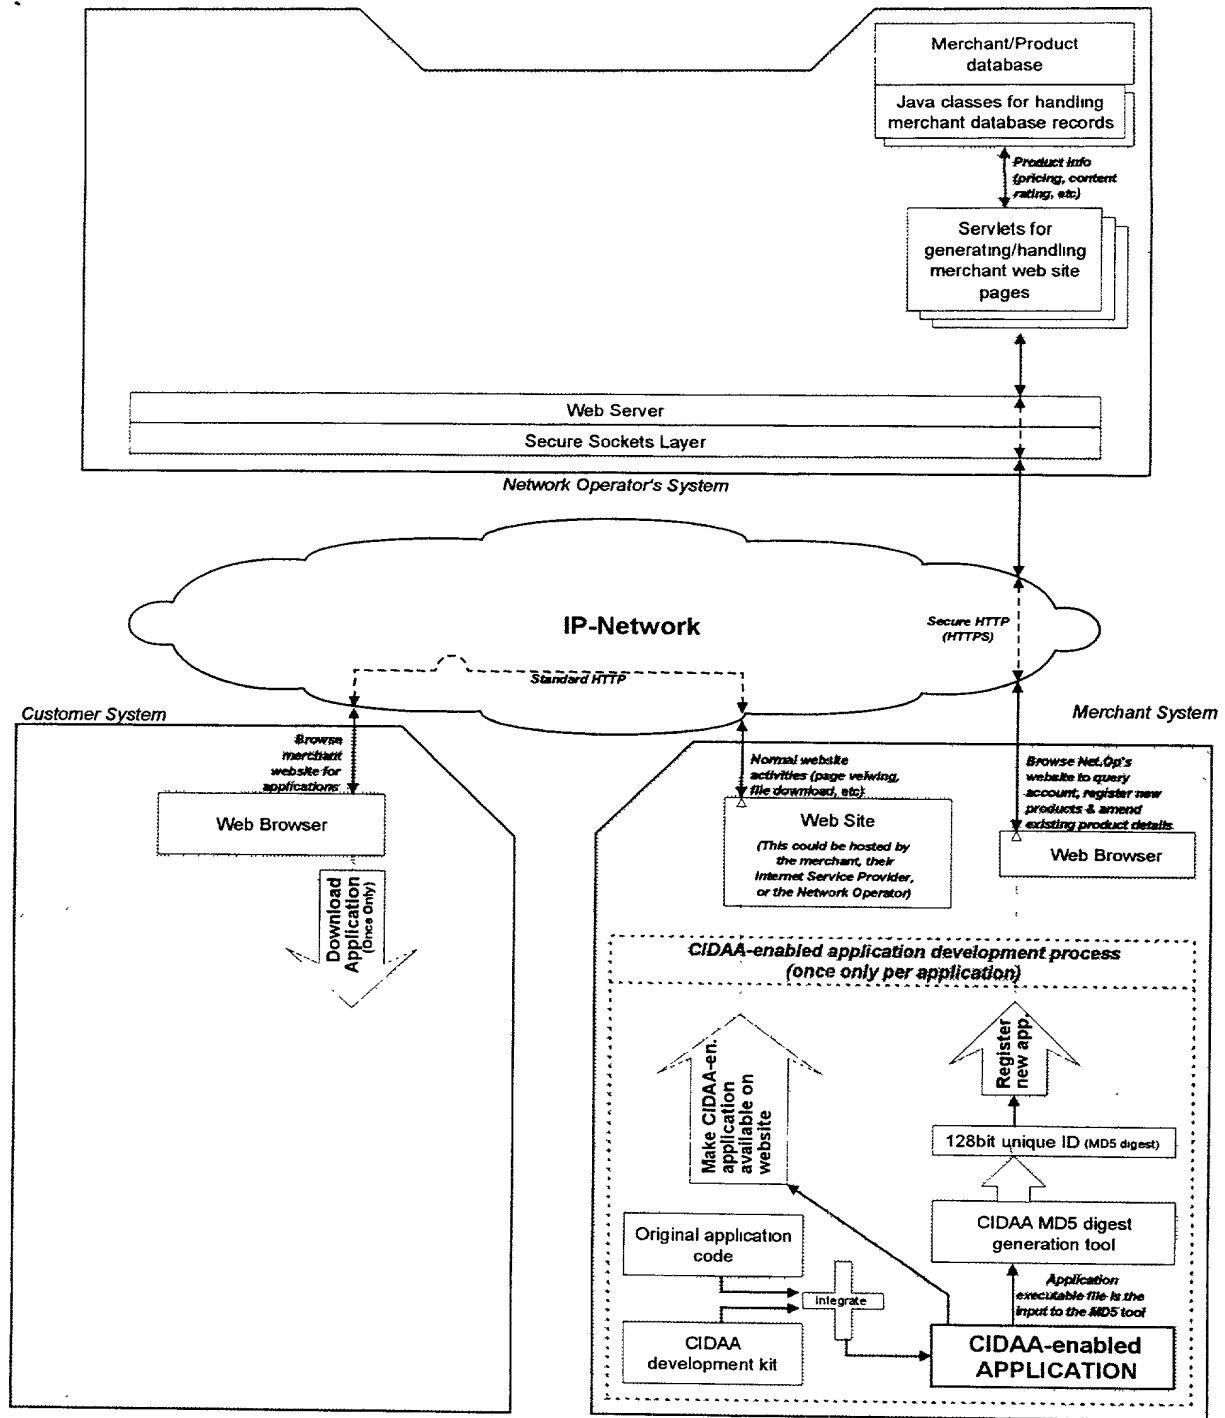 Merchant/Product
database
Java classes for handling
merchant database records
Product info
(pricing, content
rating, etc)
Servlets for
generating/handling
merchant web site
pages
Web Server
Secure Sockets Layer
Network Operator's System
IP-Network
Secure HTTP
(HTTPS)
Standard HTTP
Customer System
Merchant System
Browse
merchant
website for
applications
Web Browser
Download
Application
(Once Only)
Normal website
activities (page veiwing,
file download, etc)
Web Site
(This could be hosted by
the merchant, their
Internet Service Provider,
or the Network Operator)
Browse Net.Op's
website to query
account, register new
products & amend
existing product details
Web Browser
CIDAA-enabled application development process
(once only per application)
Make CIDAA-en.
application
available on
website
Register
new app.
128bit unique ID (MD5 digest)
CIDAA MD5 digest
generation tool
Application
executable file is the
input to the MD5 tool
Original application
code
integrate
CIDAA
development kit
CIDAA-enabled
APPLICATION